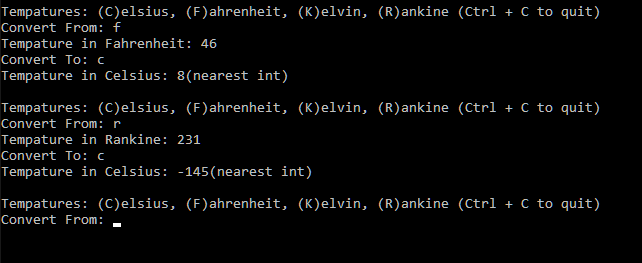 Tempatures: (C)elsius, (F)ahrenheit, (K)elvin, (R)ankine (Ctrl + C to quit)
Convert From: f
Tempature in Fahrenheit: 46
Convert To: c
Tempature in Celsius: 8(nearest int)
Tempatures: (C)elsius, (F)ahrenheit, (K)elvin, (R)ankine (Ctrl + C to quit)
Convert From: r
Tempature in Rankine: 231
Convert To: c
Tempature in Celsius: -145(nearest int)
Tempatures: (C)elsius, (F)ahrenheit, (K)elvin, (R)ankine (Ctrl + C to quit)
Convert From: